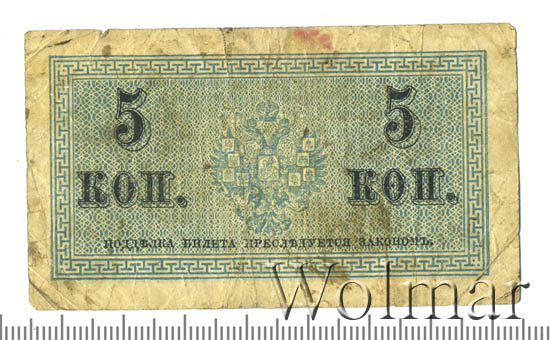 5 5
КОП. КОП.
ПОДДѢЛКА БИЛЕТА ПРЕСЛѢДУЕТСЯ ЗАКОНОМЪ.
Wolmar